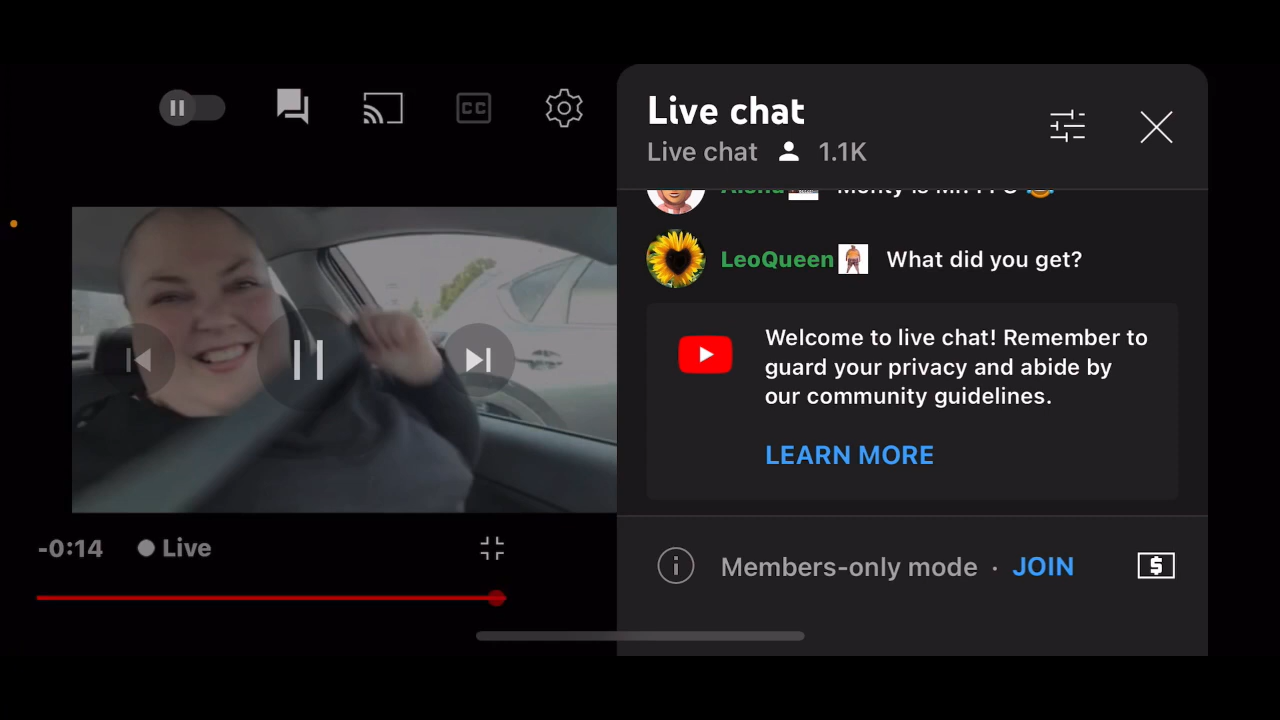 CC
Live chat
Live chat 1.1K
LeoQueen What did you get?
Welcome to live chat! Remember to
guard your privacy and abide by
our community guidelines.
LEARN MORE
-0:14 Live
Members-only mode · JOIN
$